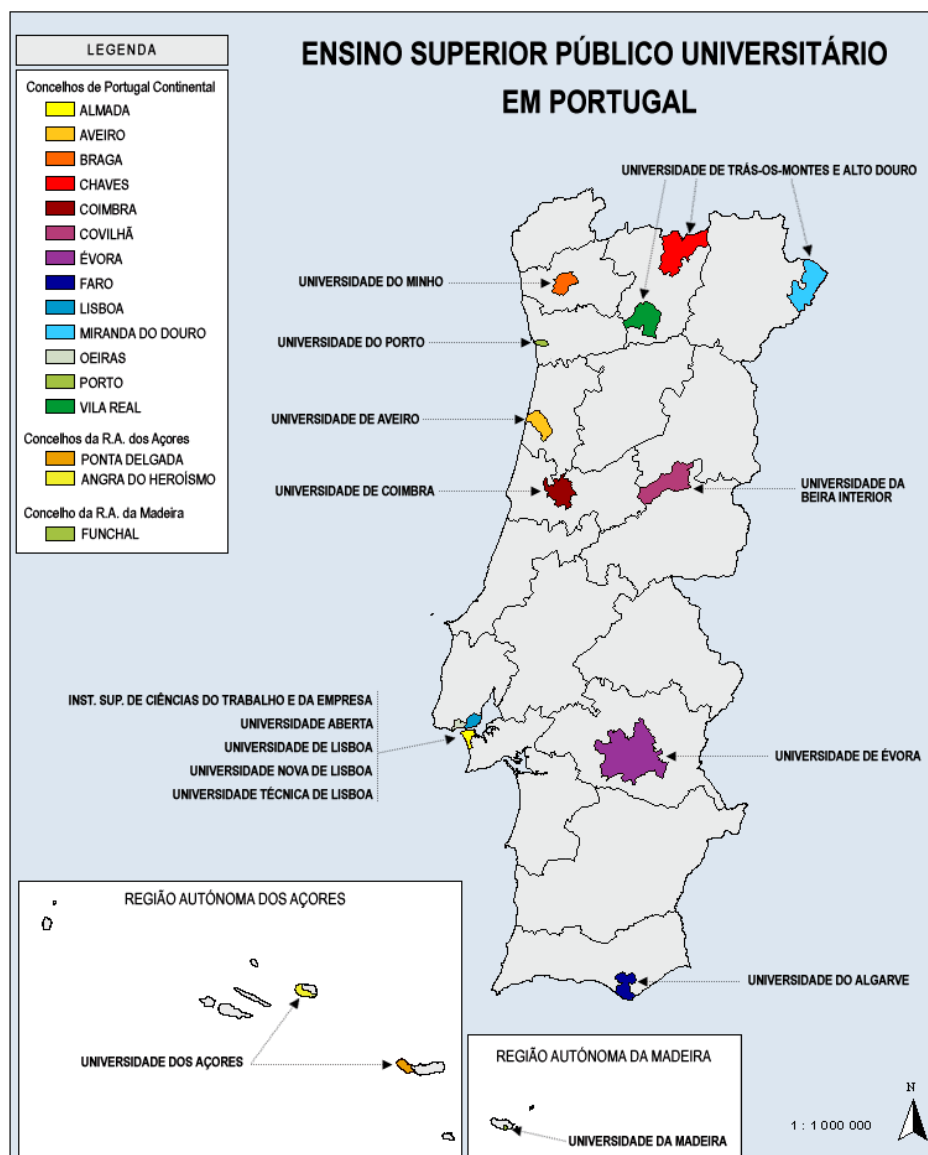 LEGENDA
Concelhos de Portugal Continental
ALMADA
AVEIRO
BRAGA
CHAVES
COIMBRA
COVILHÃ
ÉVORA
FARO
LISBOA
MIRANDA DO DOURO
OEIRAS
PORTO
VILA REAL
Concelhos da R.A. dos Açores
PONTA DELGADA
ANGRA DO HEROÍSMO
Concelho da R.A. da Madeira
FUNCHAL
ENSINO SUPERIOR PÚBLICO UNIVERSITÁRIO
EM PORTUGAL
UNIVERSIDADE DE TRÁS-OS-MONTES E ALTO DOURO
UNIVERSIDADE DO MINHO
UNIVERSIDADE DO PORTO
UNIVERSIDADE DE AVEIRO
UNIVERSIDADE DE COIMBRA
UNIVERSIDADE DA
BEIRA INTERIOR
INST. SUP. DE CIÊNCIAS DO TRABALHO E DA EMPRESA
UNIVERSIDADE ABERTA
UNIVERSIDADE DE LISBOA
UNIVERSIDADE NOVA DE LISBOA
UNIVERSIDADE TÉCNICA DE LISBOA
UNIVERSIDADE DE ÉVORA
UNIVERSIDADE DO ALGARVE
REGIÃO AUTÓNOMA DOS AÇORES
UNIVERSIDADE DOS AÇORES
REGIÃO AUTÓNOMA DA MADEIRA
UNIVERSIDADE DA MADEIRA
1 : 1 000 000
N